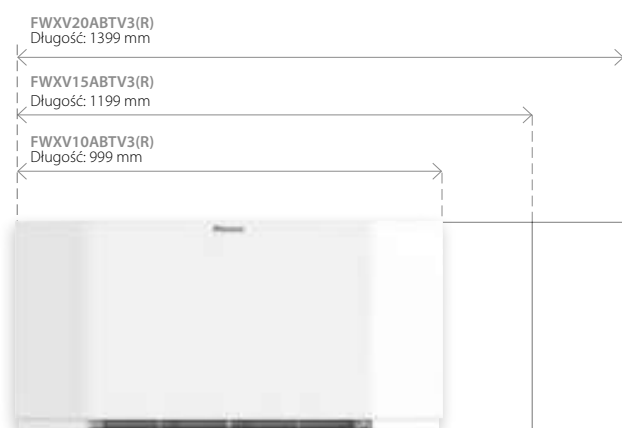 FWXV20ABTV3(R)
Długość: 1399 mm
FWXV15ABTV3(R)
Długość: 1199 mm
FWXV10ABTV3(R)
Długość: 999 mm